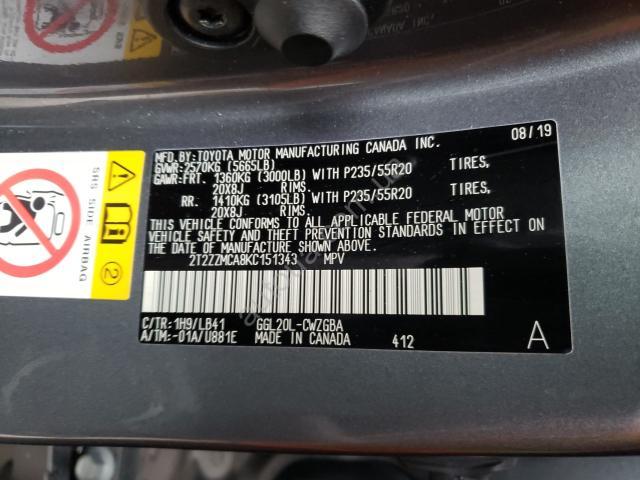 MFD.BY:TOYOTA MOTOR MANUFACTURING CANADA INC. 08/19
GVWR:2570KG (5665LB)
GAWR:FRT. 1360KG (3000LB) WITH P235/55R20 TIRES,
20X8J RIMS.
RR. 1410KG (3105LB) WITH P235/55R20 TIRES,
20X8J RIMS.
THIS VEHICLE CONFORMS TO ALL APPLICABLE FEDERAL MOTOR
VEHICLE SAFETY AND THEFT PREVENTION STANDARDS IN EFFECT ON
THE DATE OF MANUFACTURE SHOWN ABOVE.
2T2ZZMCA8KC151343 MPV
C/TR:1H9/LB41 GGL20L-CWZGBA
A/TM:-01A/U881E MADE IN CANADA 412 A
SRS SIDE AIRBAG
2